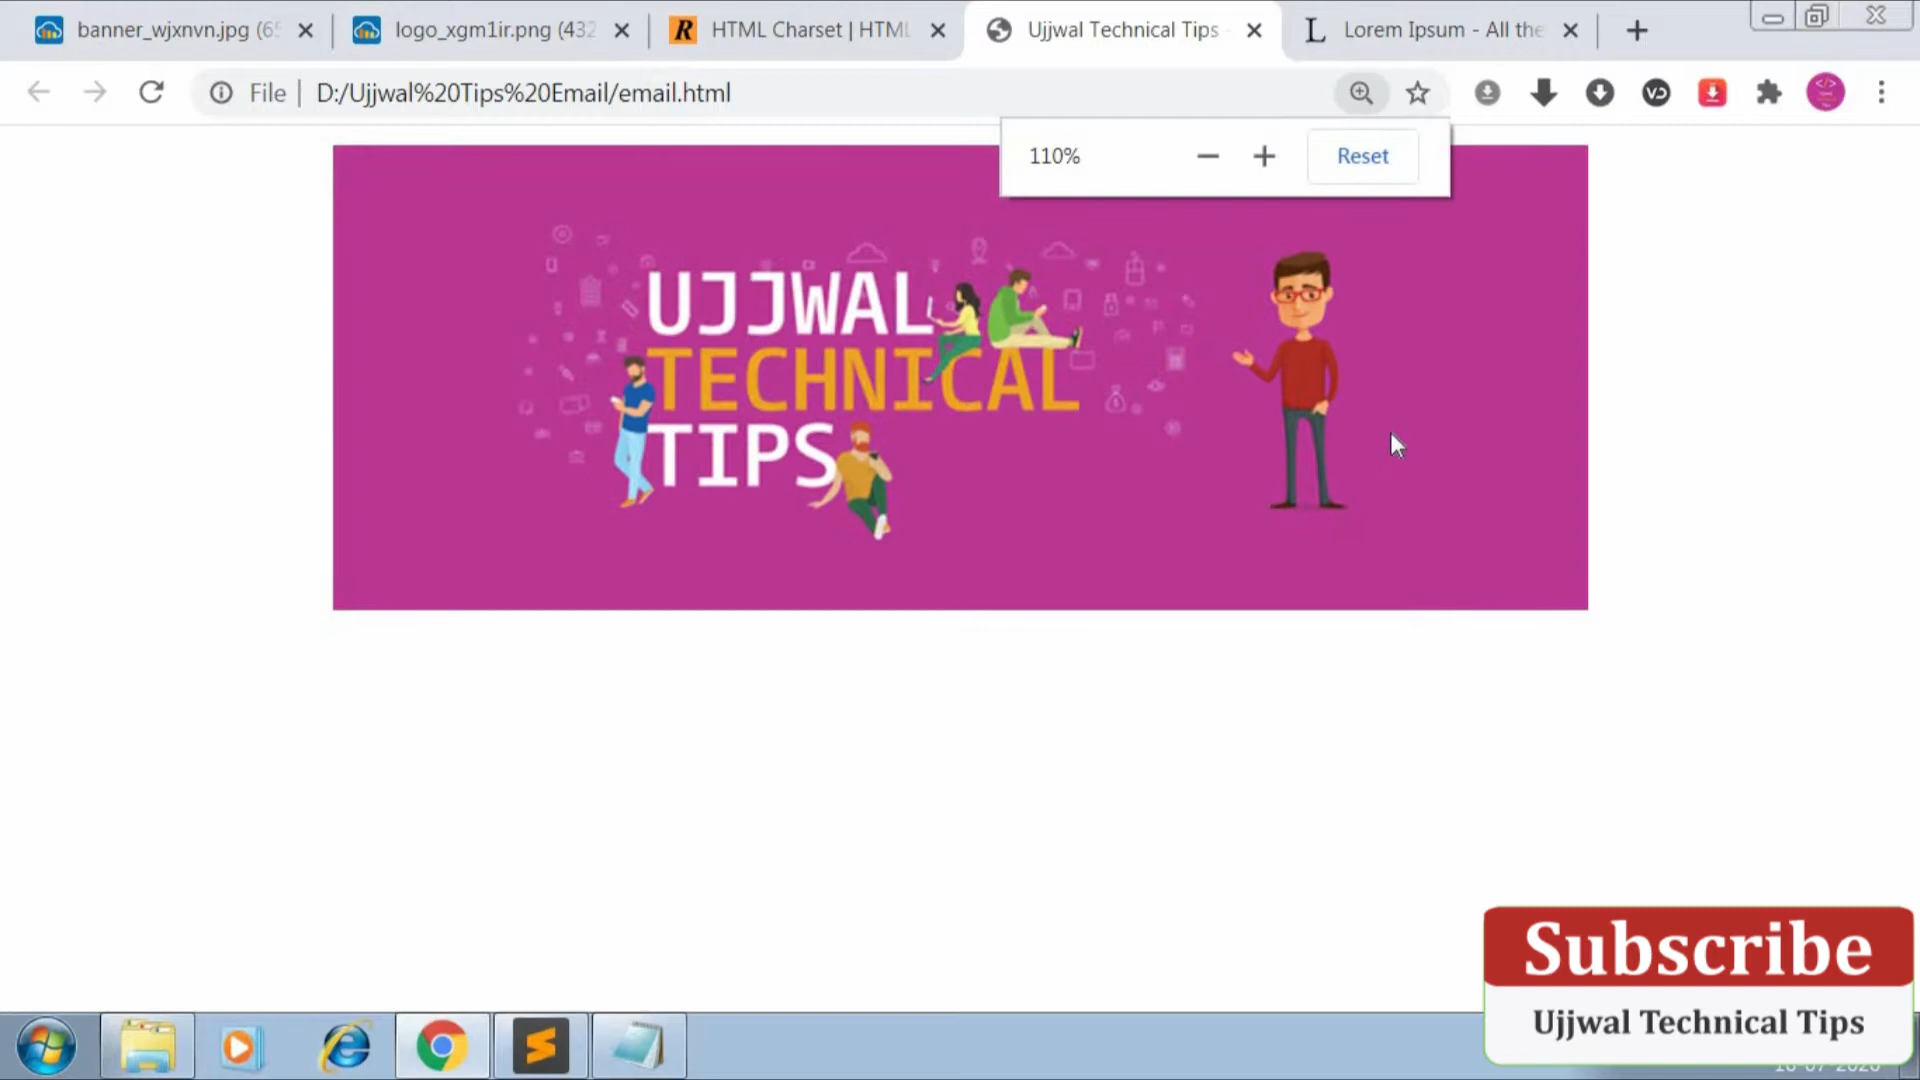 banner_wjxnvn.jpg (65
logo_xgm1ir.png (432
HTML Charset | HTML
Ujjwal Technical Tips -
Lorem Ipsum - All the
File
D:/Ujjwal%20Tips%20Email/email.html
110%
Reset
UJJWAL
TECHNICAL
TIPS
Subscribe
Ujjwal Technical Tips